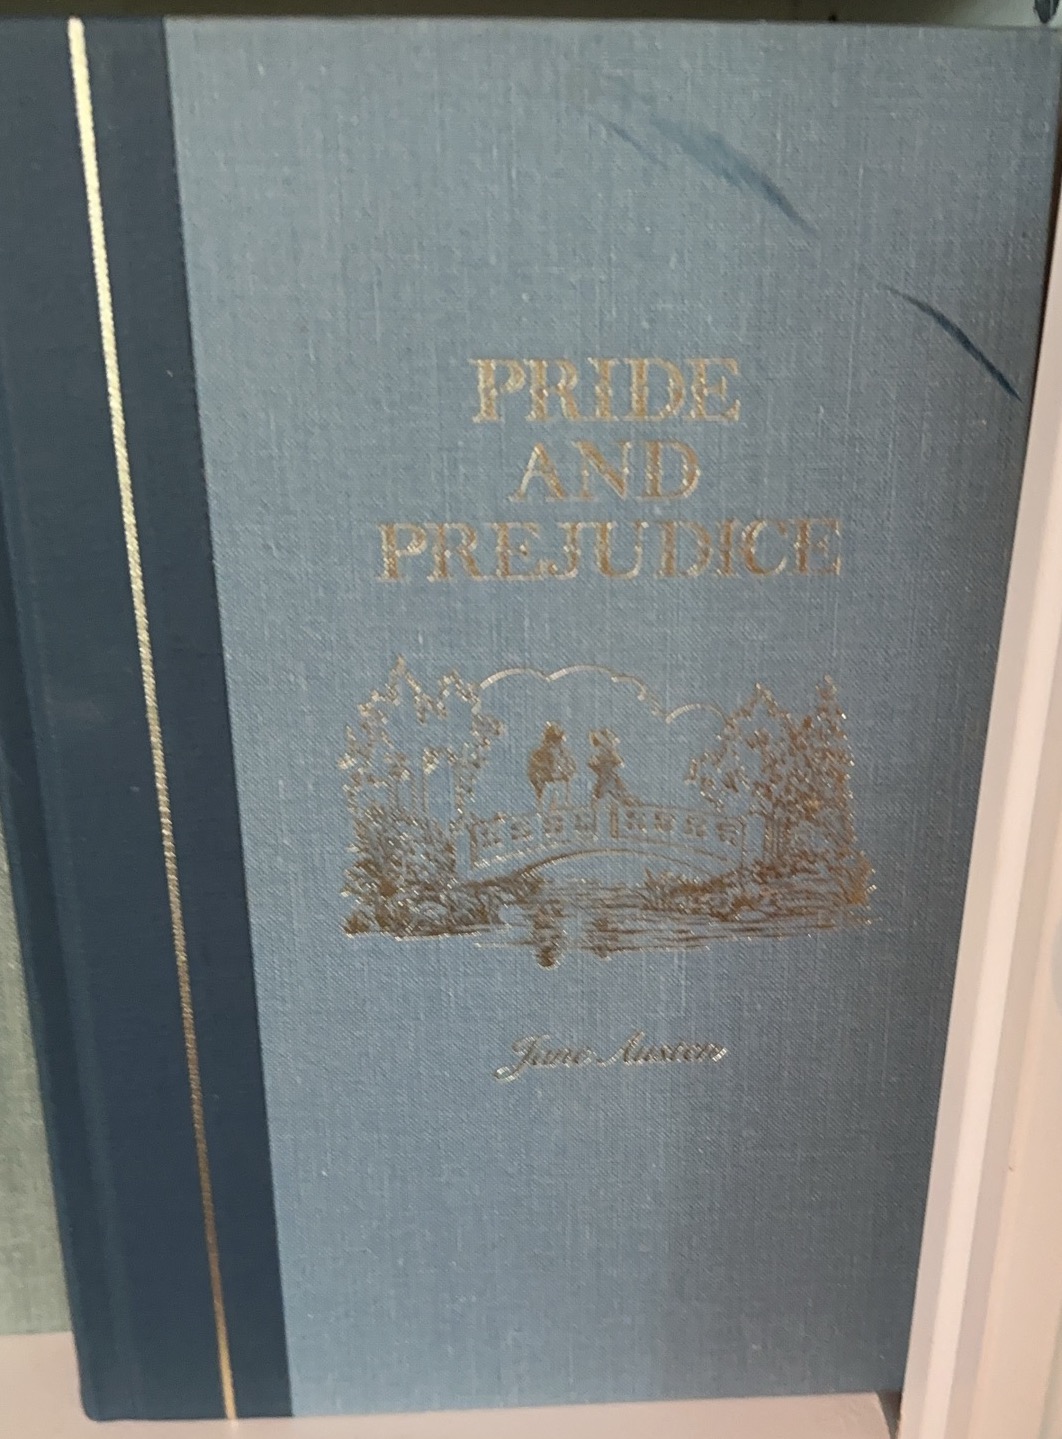 PRIDE
AND
PREJUDICE
Jane Austen